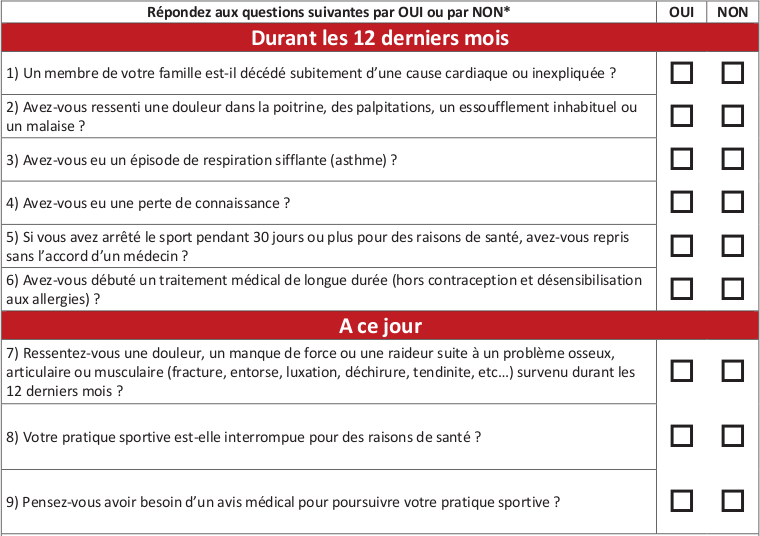 Répondez aux questions suivantes par OUI ou par NON* OUI NON
Durant les 12 derniers mois
1) Un membre de votre famille est-il décédé subitement d'une cause cardiaque ou inexpliquée ?
2) Avez-vous ressenti une douleur dans la poitrine, des palpitations, un essoufflement inhabituel ou
un malaise ?
3) Avez-vous eu un épisode de respiration sifflante (asthme) ?
4) Avez-vous eu une perte de connaissance ?
5) Si vous avez arrêté le sport pendant 30 jours ou plus pour des raisons de santé, avez-vous repris
sans l'accord d'un médecin ?
6) Avez-vous débuté un traitement médical de longue durée (hors contraception et désensibilisation
aux allergies) ?
A ce jour
7) Ressentez-vous une douleur, un manque de force ou une raideur suite à un problème osseux,
articulaire ou musculaire (fracture, entorse, luxation, déchirure, tendinite, etc...) survenu durant les
12 derniers mois ?
8) Votre pratique sportive est-elle interrompue pour des raisons de santé ?
9) Pensez-vous avoir besoin d'un avis médical pour poursuivre votre pratique sportive ?